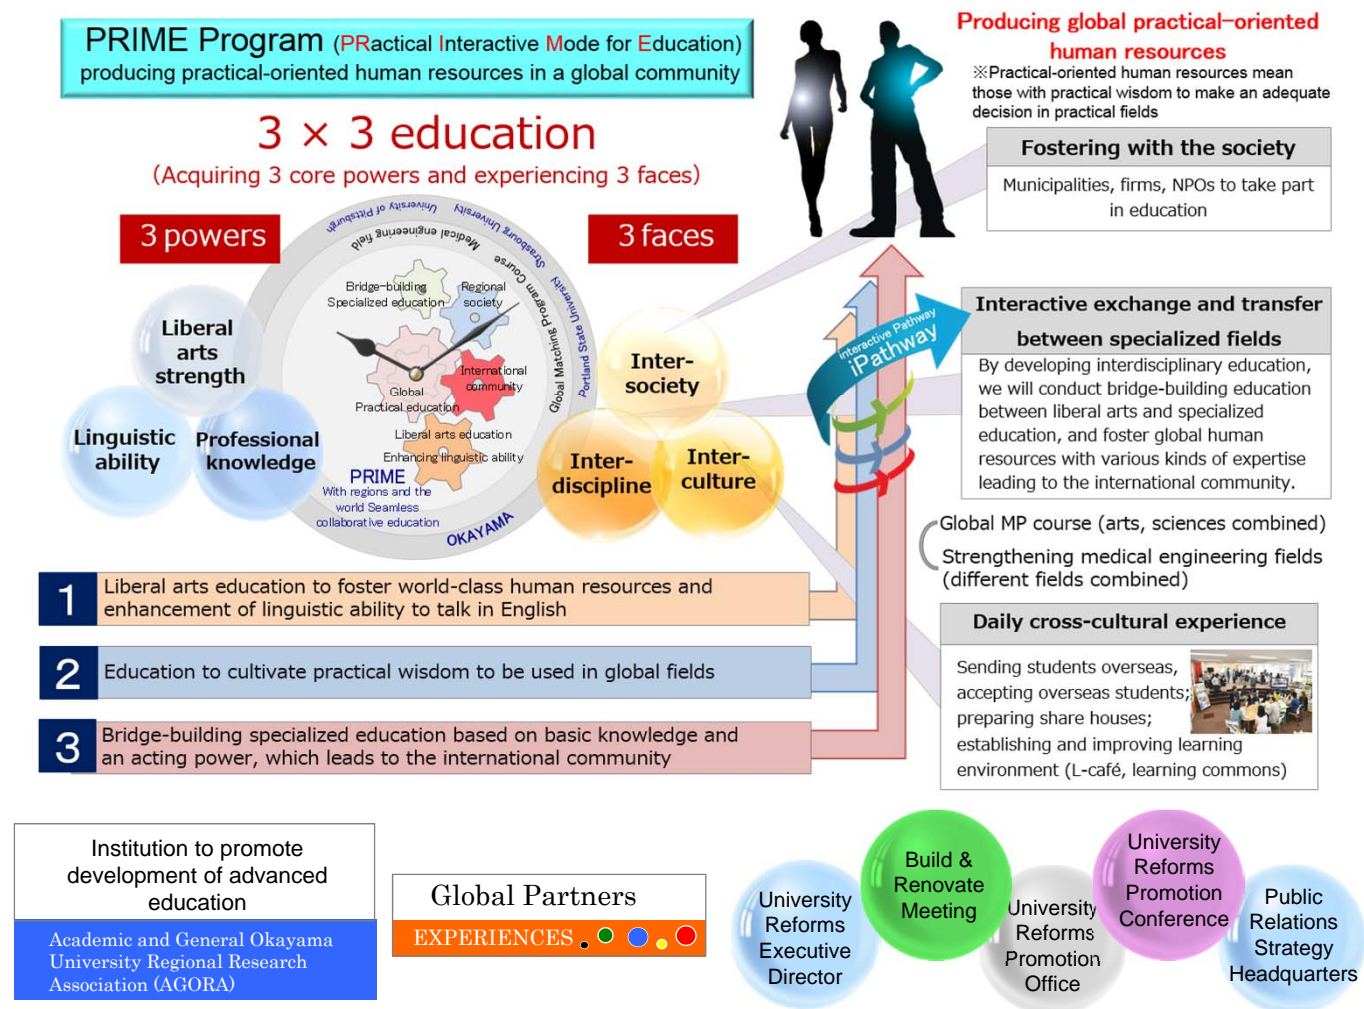 PRIME Program (PRactical Interactive Mode for Education)
producing practical-oriented human resources in a global community
Producing global practical-oriented
human resources
※Practical-oriented human resources mean
those with practical wisdom to make an adequate
decision in practical fields
3 × 3 education
(Acquiring 3 core powers and experiencing 3 faces)
3 powers
3 faces
Fostering with the society
Municipalities, firms, NPOs to take part
in education
University of Pittsburgh
Strasbourg University
Portland State University
Medical engineering field
Global Matching Program Course
Bridge-building
Specialized education
Regional
society
International
community
Global
Practical education
Liberal arts education
Enhancing linguistic ability
PRIME
With regions and the
world Seamless
collaborative education
OKAYAMA
Liberal
arts
strength
Linguistic
ability
Professional
knowledge
Inter-
society
Inter-
discipline
Inter-
culture
Interactive Pathway
iPathway
Interactive exchange and transfer
between specialized fields
By developing interdisciplinary education,
we will conduct bridge-building education
between liberal arts and specialized
education, and foster global human
resources with various kinds of expertise
leading to the international community.
Global MP course (arts, sciences combined)
Strengthening medical engineering fields
(different fields combined)
1
Liberal arts education to foster world-class human resources and
enhancement of linguistic ability to talk in English
2
Education to cultivate practical wisdom to be used in global fields
3
Bridge-building specialized education based on basic knowledge and
an acting power, which leads to the international community
Daily cross-cultural experience
Sending students overseas,
accepting overseas students;
preparing share houses;
establishing and improving learning
environment (L-café, learning commons)
Institution to promote
development of advanced
education
Academic and General Okayama
University Regional Research
Association (AGORA)
Global Partners
EXPERIENCES
University
Reforms
Executive
Director
Build &
Renovate
Meeting
University
Reforms
Promotion
Office
University
Reforms
Promotion
Conference
Public
Relations
Strategy
Headquarters